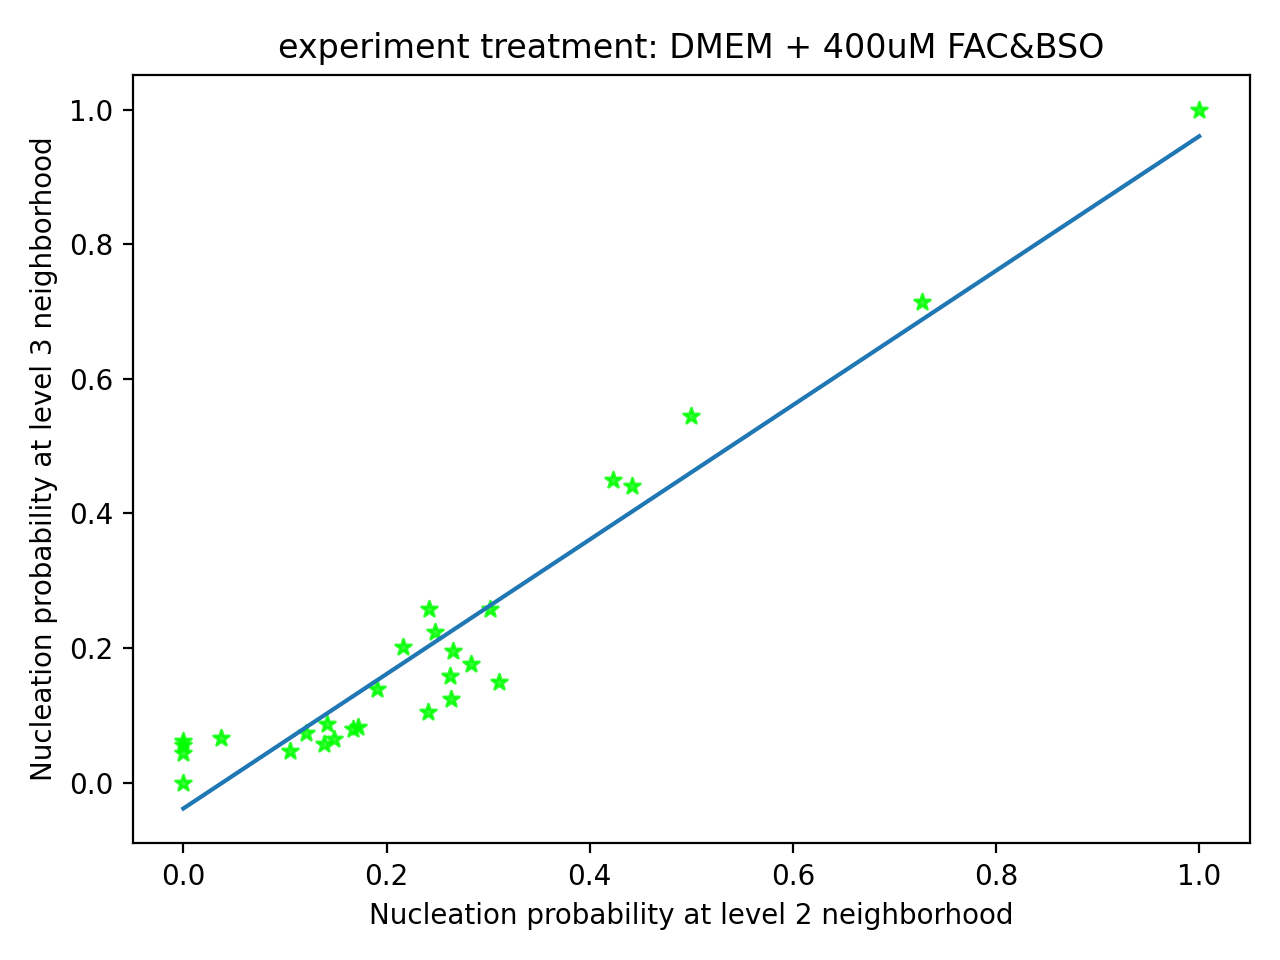 experiment treatment: DMEM + 400uM FAC&BSO
Nucleation probability at level 3 neighborhood
1.0
0.8
0.6
0.4
0.2
0.0
0.0 0.2 0.4 0.6 0.8 1.0
Nucleation probability at level 2 neighborhood